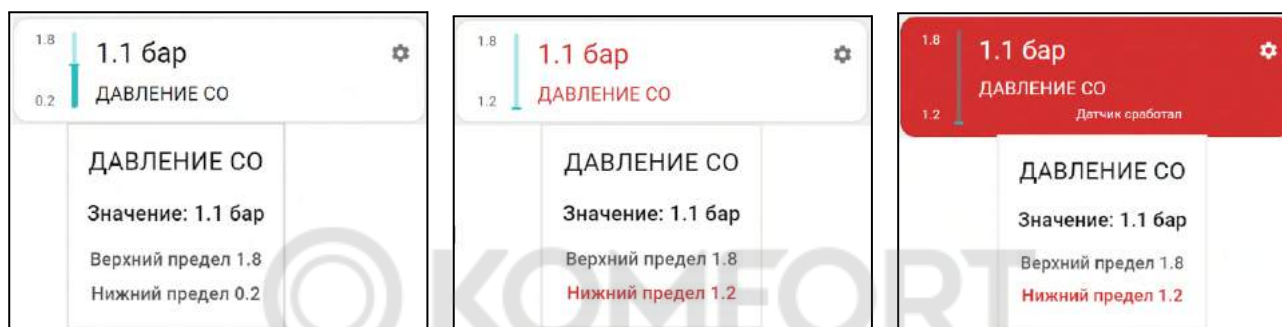 1.8
1.1 бар
0.2
ДАВЛЕНИЕ СО
ДАВЛЕНИЕ СО
Значение: 1.1 бар
Верхний предел 1.8
Нижний предел 0.2
1.8
1.1 бар
1.2
ДАВЛЕНИЕ СО
ДАВЛЕНИЕ СО
Значение: 1.1 бар
Верхний предел 1.8
Нижний предел 1.2
1.8
1.1 бар
ДАВЛЕНИЕ СО
1.2
Датчик сработал
ДАВЛЕНИЕ СО
Значение: 1.1 бар
Верхний предел 1.8
Нижний предел 1.2
KOMFORT